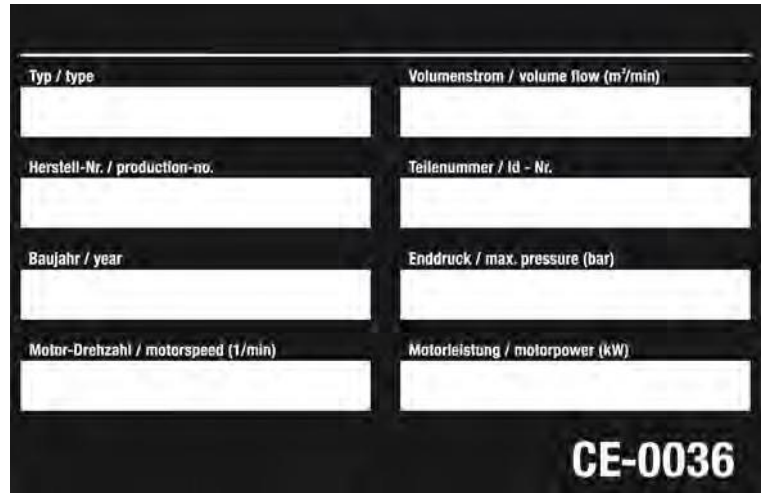 Typ / type
Volumenstrom / volume flow (m³/min)
Herstell-Nr. / production-no.
Teilenummer / Id - Nr.
Baujahr / year
Enddruck / max. pressure (bar)
Motor-Drehzahl / motorspeed (1/min)
Motorleistung / motorpower (kW)
CE-0036